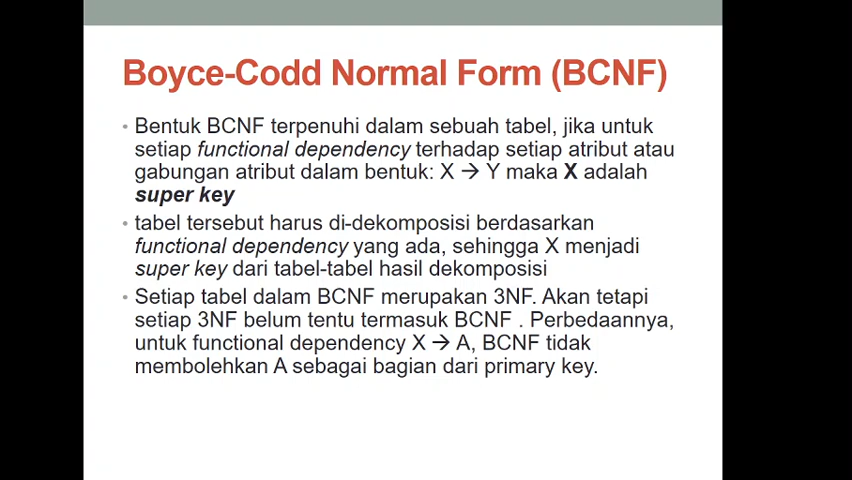 Boyce-Codd Normal Form (BCNF)
• Bentuk BCNF terpenuhi dalam sebuah tabel, jika untuk
setiap functional dependency terhadap setiap atribut atau
gabungan atribut dalam bentuk: X → Y maka X adalah
super key
• tabel tersebut harus di-dekomposisi berdasarkan
functional dependency yang ada, sehingga X menjadi
super key dari tabel-tabel hasil dekomposisi
• Setiap tabel dalam BCNF merupakan 3NF. Akan tetapi
setiap 3NF belum tentu termasuk BCNF . Perbedaannya,
untuk functional dependency X → A, BCNF tidak
membolehkan A sebagai bagian dari primary key.